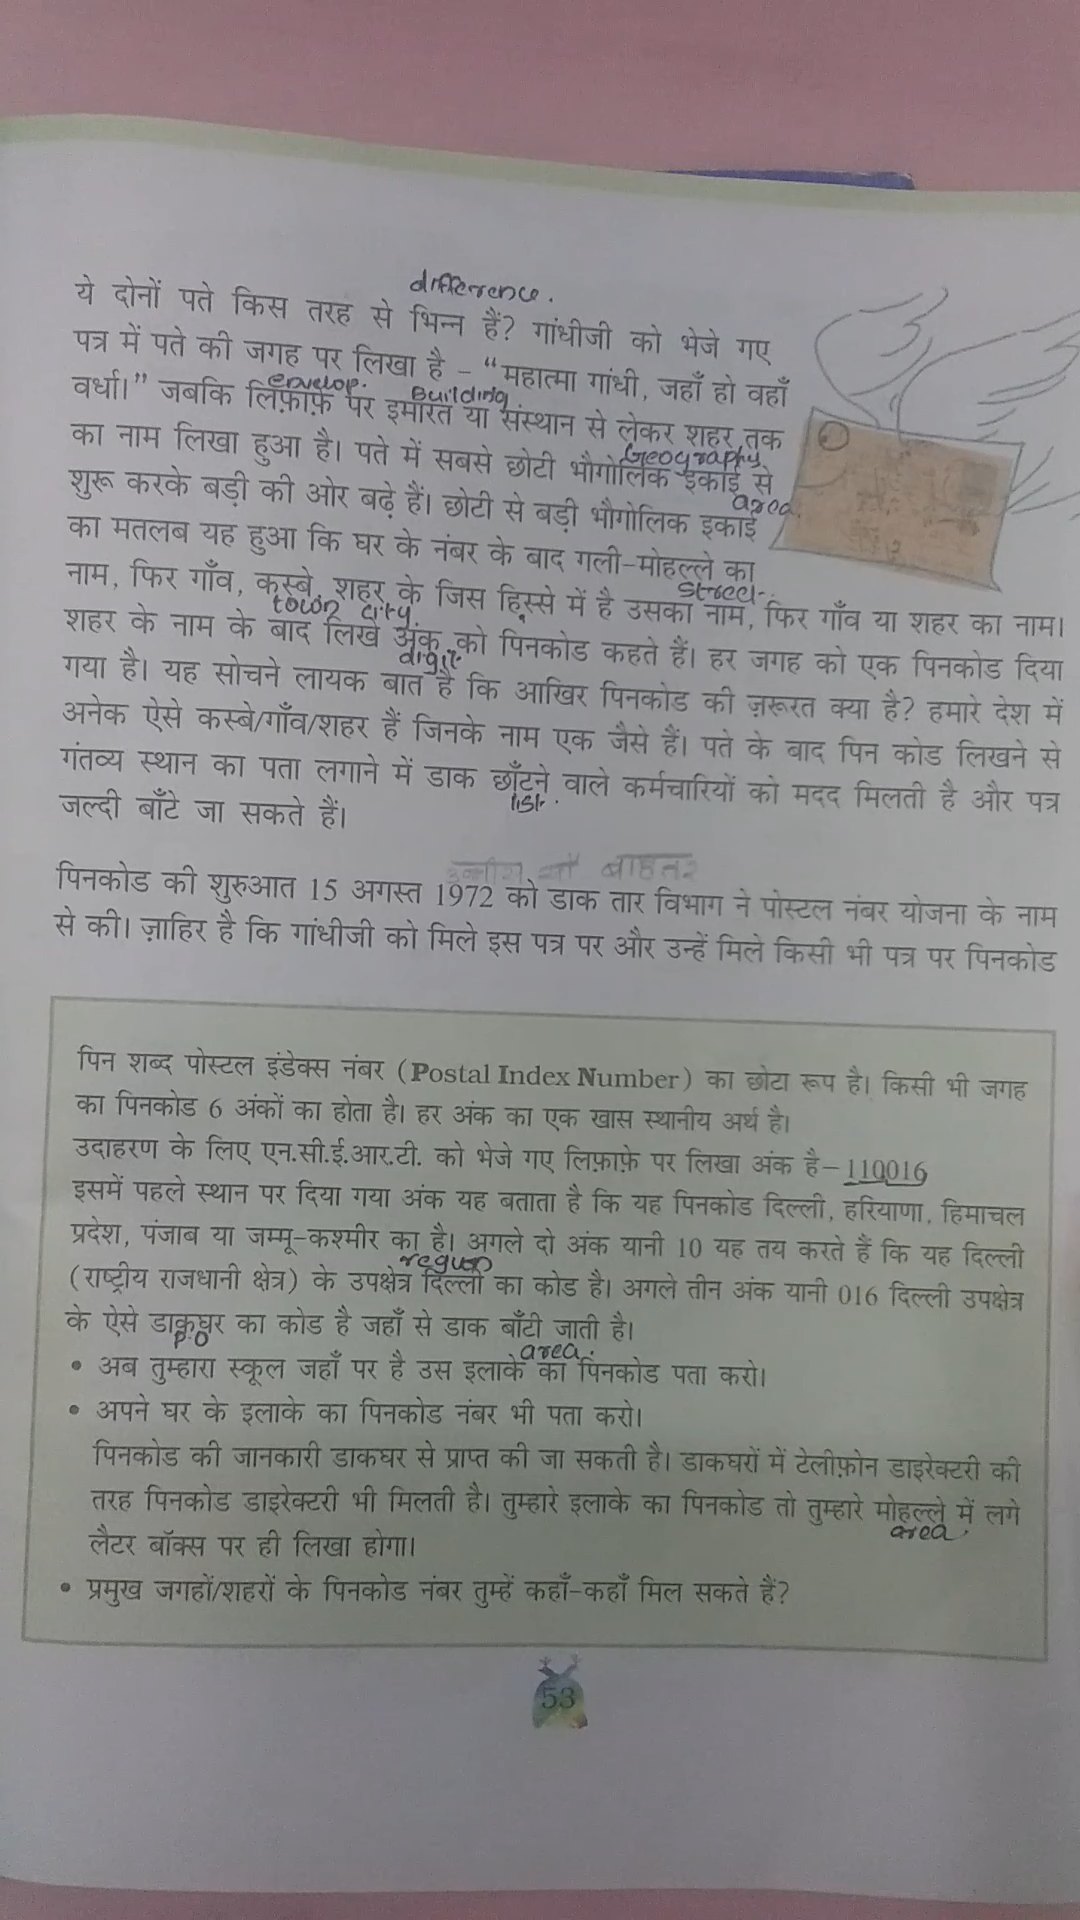 difference.
ये दोनों पते किस तरह से भिन्न हैं? गांधीजी को भेजे गए
पत्र में पते की जगह पर लिखा है – “महात्मा गांधी, जहाँ हो वहाँ
envelop. Building
वर्धा।” जबकि लिफ़ाफ़े पर इमारत या संस्थान से लेकर शहर तक
का नाम लिखा हुआ है। पते में सबसे छोटी भौगोलिक इकाई से
Geography
शुरू करके बड़ी की ओर बढ़े हैं। छोटी से बड़ी भौगोलिक इकाई
area
का मतलब यह हुआ कि घर के नंबर के बाद गली-मोहल्ले का
street
नाम, फिर गाँव, कस्बे, शहर के जिस हिस्से में है उसका नाम, फिर गाँव या शहर का नाम।
town city
शहर के नाम के बाद लिखे अंक को पिनकोड कहते हैं। हर जगह को एक पिनकोड दिया
digit
गया है। यह सोचने लायक बात है कि आखिर पिनकोड की ज़रूरत क्या है? हमारे देश में
अनेक ऐसे कस्बे/गाँव/शहर हैं जिनके नाम एक जैसे हैं। पते के बाद पिन कोड लिखने से
गंतव्य स्थान का पता लगाने में डाक छाँटने वाले कर्मचारियों को मदद मिलती है और पत्र
list.
जल्दी बाँटे जा सकते हैं।
उन्नीस सौ बाहतर
पिनकोड की शुरुआत 15 अगस्त 1972 को डाक तार विभाग ने पोस्टल नंबर योजना के नाम
से की। ज़ाहिर है कि गांधीजी को मिले इस पत्र पर और उन्हें मिले किसी भी पत्र पर पिनकोड
पिन शब्द पोस्टल इंडेक्स नंबर (Postal Index Number) का छोटा रूप है। किसी भी जगह
का पिनकोड 6 अंकों का होता है। हर अंक का एक खास स्थानीय अर्थ है।
उदाहरण के लिए एन.सी.ई.आर.टी. को भेजे गए लिफ़ाफ़े पर लिखा अंक है–110016
इसमें पहले स्थान पर दिया गया अंक यह बताता है कि यह पिनकोड दिल्ली, हरियाणा, हिमाचल
प्रदेश, पंजाब या जम्मू-कश्मीर का है। अगले दो अंक यानी 10 यह तय करते हैं कि यह दिल्ली
(राष्ट्रीय राजधानी क्षेत्र) के उपक्षेत्र दिल्ली का कोड है। अगले तीन अंक यानी 016 दिल्ली उपक्षेत्र
के ऐसे डाकघर का कोड है जहाँ से डाक बाँटी जाती है।
P.O area.
• अब तुम्हारा स्कूल जहाँ पर है उस इलाके का पिनकोड पता करो।
• अपने घर के इलाके का पिनकोड नंबर भी पता करो।
पिनकोड की जानकारी डाकघर से प्राप्त की जा सकती है। डाकघरों में टेलीफ़ोन डाइरेक्टरी की
तरह पिनकोड डाइरेक्टरी भी मिलती है। तुम्हारे इलाके का पिनकोड तो तुम्हारे मोहल्ले में लगे
area
लैटर बॉक्स पर ही लिखा होगा।
• प्रमुख जगहों/शहरों के पिनकोड नंबर तुम्हें कहाँ-कहाँ मिल सकते हैं?
53